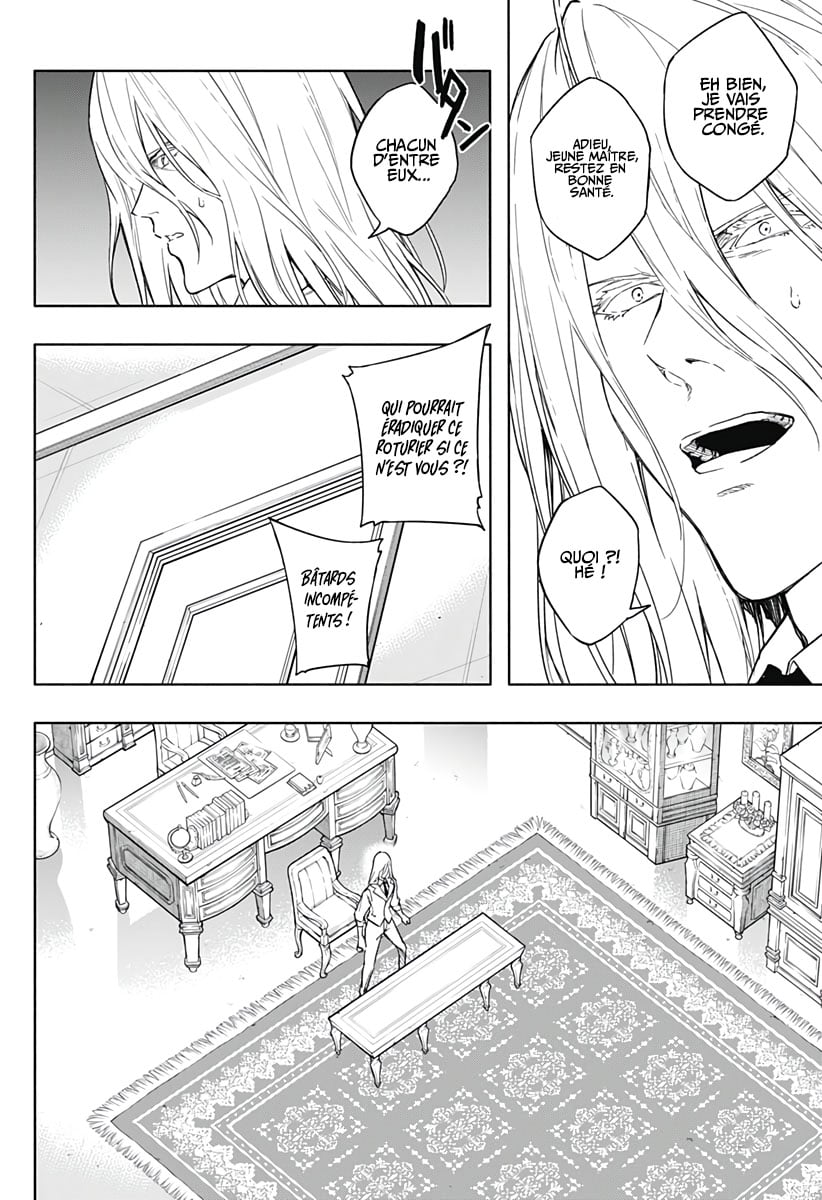 EH BIEN,
JE VAIS
PRENDRE
CONGÉ.
ADIEU,
JEUNE MAÎTRE,
RESTEZ EN
BONNE
SANTÉ.
QUOI ?!
HÉ !
バタン
CHACUN
D'ENTRE
EUX...
QUI POURRAIT
ÉRADIQUER CE
ROTURIER SI CE
N'EST VOUS ?!
BÂTARDS
INCOMPÉ-
TENTS !